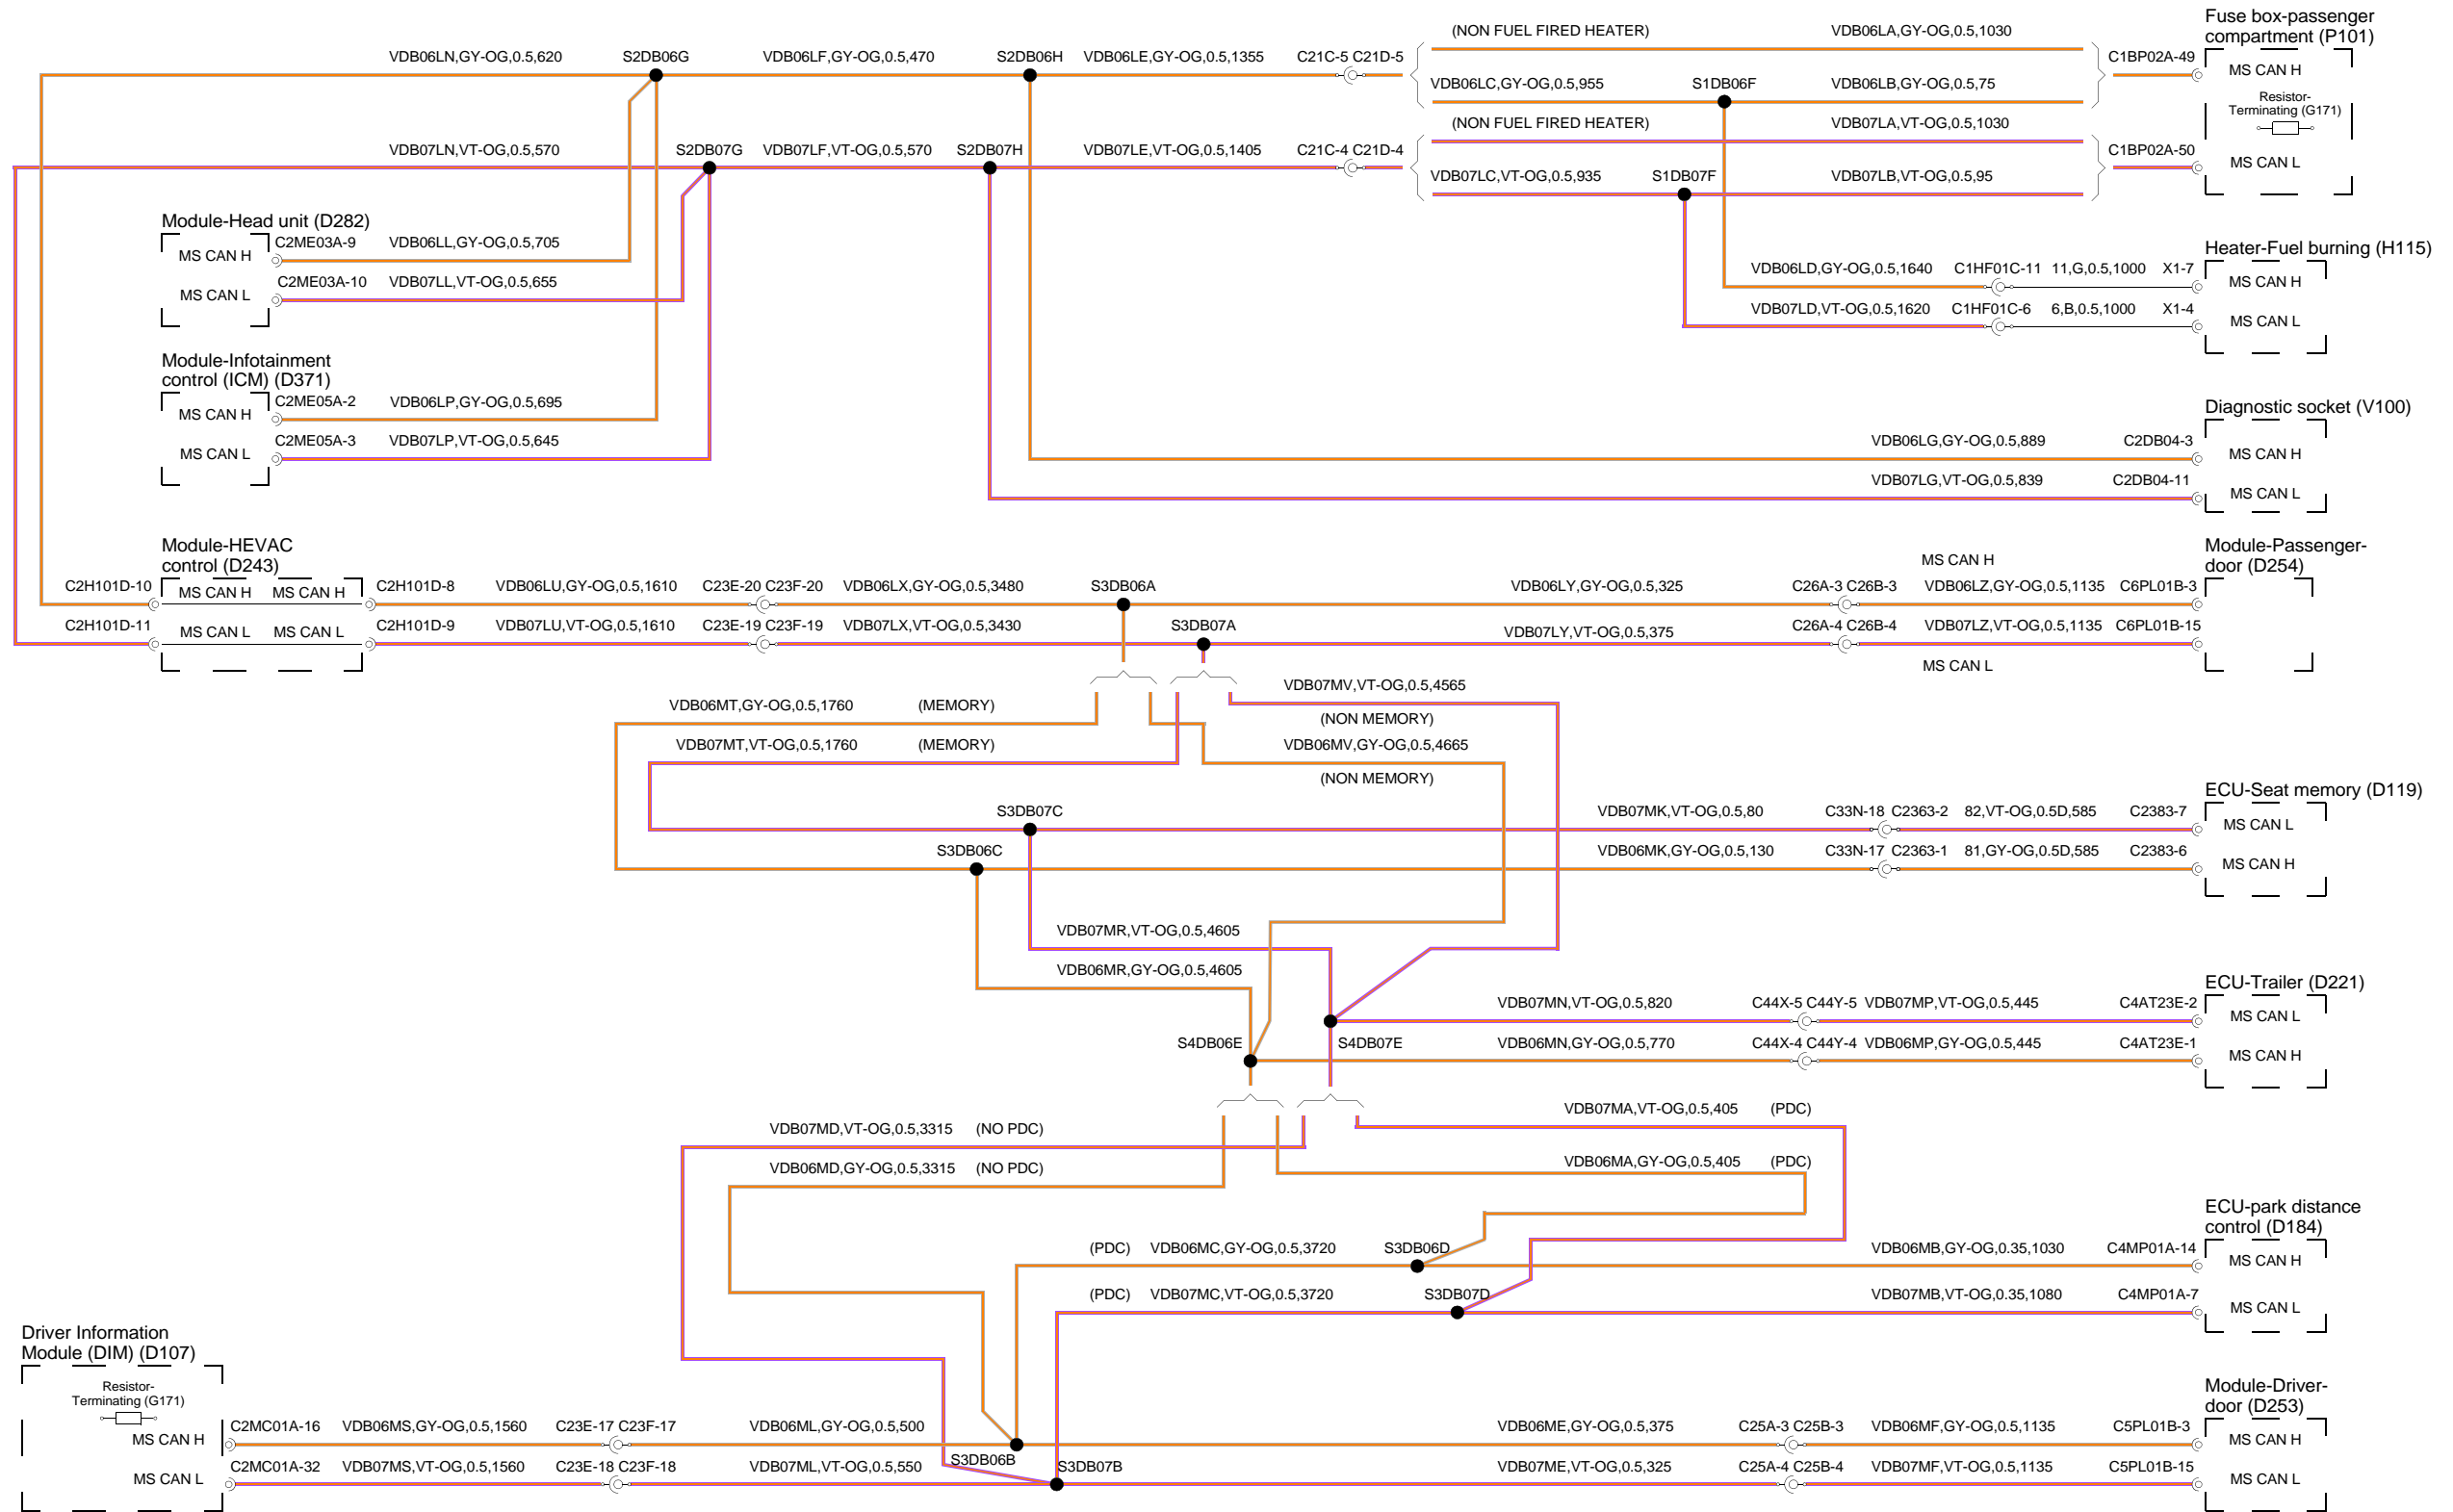 (NON FUEL FIRED HEATER)
VDB06LA,GY-OG,0.5,1030
Fuse box-passenger
compartment (P101)
VDB06LN,GY-OG,0.5,620
S2DB06G
VDB06LF,GY-OG,0.5,470
S2DB06H
VDB06LE,GY-OG,0.5,1355
C21C-5 C21D-5
C1BP02A-49
MS CAN H
VDB06LC,GY-OG,0.5,955
S1DB06F
VDB06LB,GY-OG,0.5,75
Resistor-
Terminating (G171)
(NON FUEL FIRED HEATER)
VDB07LA,VT-OG,0.5,1030
VDB07LN,VT-OG,0.5,570
S2DB07G
VDB07LF,VT-OG,0.5,570
S2DB07H
VDB07LE,VT-OG,0.5,1405
C21C-4 C21D-4
C1BP02A-50
MS CAN L
VDB07LC,VT-OG,0.5,935
S1DB07F
VDB07LB,VT-OG,0.5,95
Module-Head unit (D282)
C2ME03A-9
VDB06LL,GY-OG,0.5,705
MS CAN H
C2ME03A-10
VDB07LL,VT-OG,0.5,655
MS CAN L
Heater-Fuel burning (H115)
VDB06LD,GY-OG,0.5,1640
C1HF01C-11
11,G,0.5,1000
X1-7
MS CAN H
VDB07LD,VT-OG,0.5,1620
C1HF01C-6
6,B,0.5,1000
X1-4
MS CAN L
Module-Infotainment
control (ICM) (D371)
C2ME05A-2
VDB06LP,GY-OG,0.5,695
MS CAN H
C2ME05A-3
VDB07LP,VT-OG,0.5,645
MS CAN L
Diagnostic socket (V100)
VDB06LG,GY-OG,0.5,889
C2DB04-3
MS CAN H
VDB07LG,VT-OG,0.5,839
C2DB04-11
MS CAN L
Module-HEVAC
control (D243)
C2H101D-10
MS CAN H
MS CAN H
C2H101D-8
VDB06LU,GY-OG,0.5,1610
C23E-20 C23F-20
VDB06LX,GY-OG,0.5,3480
S3DB06A
VDB06LY,GY-OG,0.5,325
MS CAN H
C26A-3 C26B-3
VDB06LZ,GY-OG,0.5,1135
C6PL01B-3
Module-Passenger-
door (D254)
C2H101D-11
MS CAN L
MS CAN L
C2H101D-9
VDB07LU,VT-OG,0.5,1610
C23E-19 C23F-19
VDB07LX,VT-OG,0.5,3430
S3DB07A
VDB07LY,VT-OG,0.5,375
C26A-4 C26B-4
VDB07LZ,VT-OG,0.5,1135
C6PL01B-15
MS CAN L
VDB07MV,VT-OG,0.5,4565
VDB06MT,GY-OG,0.5,1760
(MEMORY)
(NON MEMORY)
VDB07MT,VT-OG,0.5,1760
(MEMORY)
VDB06MV,GY-OG,0.5,4665
(NON MEMORY)
ECU-Seat memory (D119)
S3DB07C
VDB07MK,VT-OG,0.5,80
C33N-18 C2363-2
82,VT-OG,0.5D,585
C2383-7
MS CAN L
S3DB06C
VDB06MK,GY-OG,0.5,130
C33N-17 C2363-1
81,GY-OG,0.5D,585
C2383-6
MS CAN H
VDB07MR,VT-OG,0.5,4605
VDB06MR,GY-OG,0.5,4605
ECU-Trailer (D221)
VDB07MN,VT-OG,0.5,820
C44X-5 C44Y-5
VDB07MP,VT-OG,0.5,445
C4AT23E-2
MS CAN L
S4DB06E
S4DB07E
VDB06MN,GY-OG,0.5,770
C44X-4 C44Y-4
VDB06MP,GY-OG,0.5,445
C4AT23E-1
MS CAN H
VDB07MA,VT-OG,0.5,405
(PDC)
VDB07MD,VT-OG,0.5,3315
(NO PDC)
VDB06MD,GY-OG,0.5,3315
(NO PDC)
VDB06MA,GY-OG,0.5,405
(PDC)
ECU-park distance
control (D184)
(PDC)
VDB06MC,GY-OG,0.5,3720
S3DB06D
VDB06MB,GY-OG,0.35,1030
C4MP01A-14
MS CAN H
(PDC)
VDB07MC,VT-OG,0.5,3720
S3DB07D
VDB07MB,VT-OG,0.35,1080
C4MP01A-7
MS CAN L
Driver Information
Module (DIM) (D107)
Resistor-
Terminating (G171)
Module-Driver-
door (D253)
C2MC01A-16
VDB06MS,GY-OG,0.5,1560
C23E-17 C23F-17
VDB06ML,GY-OG,0.5,500
VDB06ME,GY-OG,0.5,375
C25A-3 C25B-3
VDB06MF,GY-OG,0.5,1135
C5PL01B-3
MS CAN H
MS CAN H
S3DB06B
C2MC01A-32
VDB07MS,VT-OG,0.5,1560
C23E-18 C23F-18
VDB07ML,VT-OG,0.5,550
S3DB07B
VDB07ME,VT-OG,0.5,325
C25A-4 C25B-4
VDB07MF,VT-OG,0.5,1135
C5PL01B-15
MS CAN L
MS CAN L